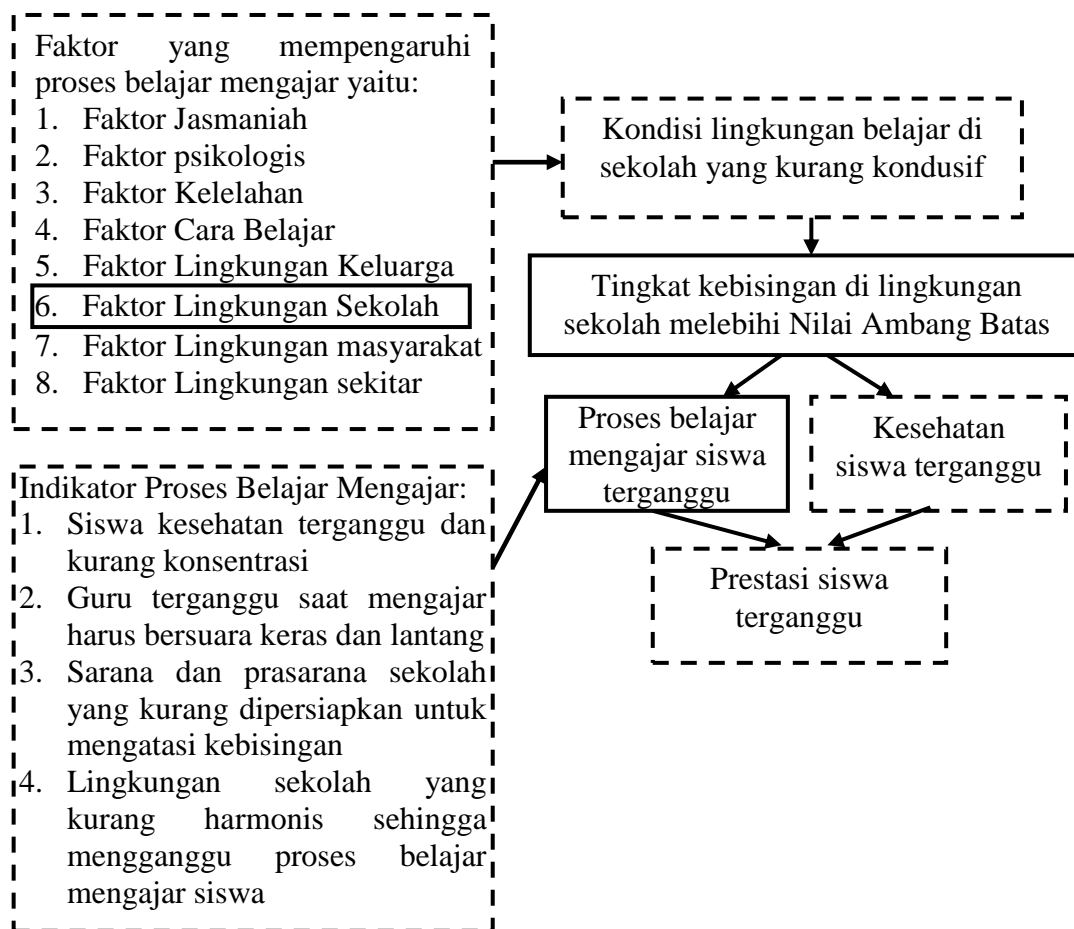 Faktor yang mempengaruhi
proses belajar mengajar yaitu:
1. Faktor Jasmaniah
2. Faktor psikologis
3. Faktor Kelelahan
4. Faktor Cara Belajar
5. Faktor Lingkungan Keluarga
6. Faktor Lingkungan Sekolah
7. Faktor Lingkungan masyarakat
8. Faktor Lingkungan sekitar
Kondisi lingkungan belajar di
sekolah yang kurang kondusif
Tingkat kebisingan di lingkungan
sekolah melebihi Nilai Ambang Batas
Proses belajar
mengajar siswa
terganggu
Kesehatan
siswa terganggu
Prestasi siswa
terganggu
Indikator Proses Belajar Mengajar:
1. Siswa kesehatan terganggu dan
kurang konsentrasi
2. Guru terganggu saat mengajar
harus bersuara keras dan lantang
3. Sarana dan prasarana sekolah
yang kurang dipersiapkan untuk
mengatasi kebisingan
4. Lingkungan sekolah yang
kurang harmonis sehingga
mengganggu proses belajar
mengajar siswa